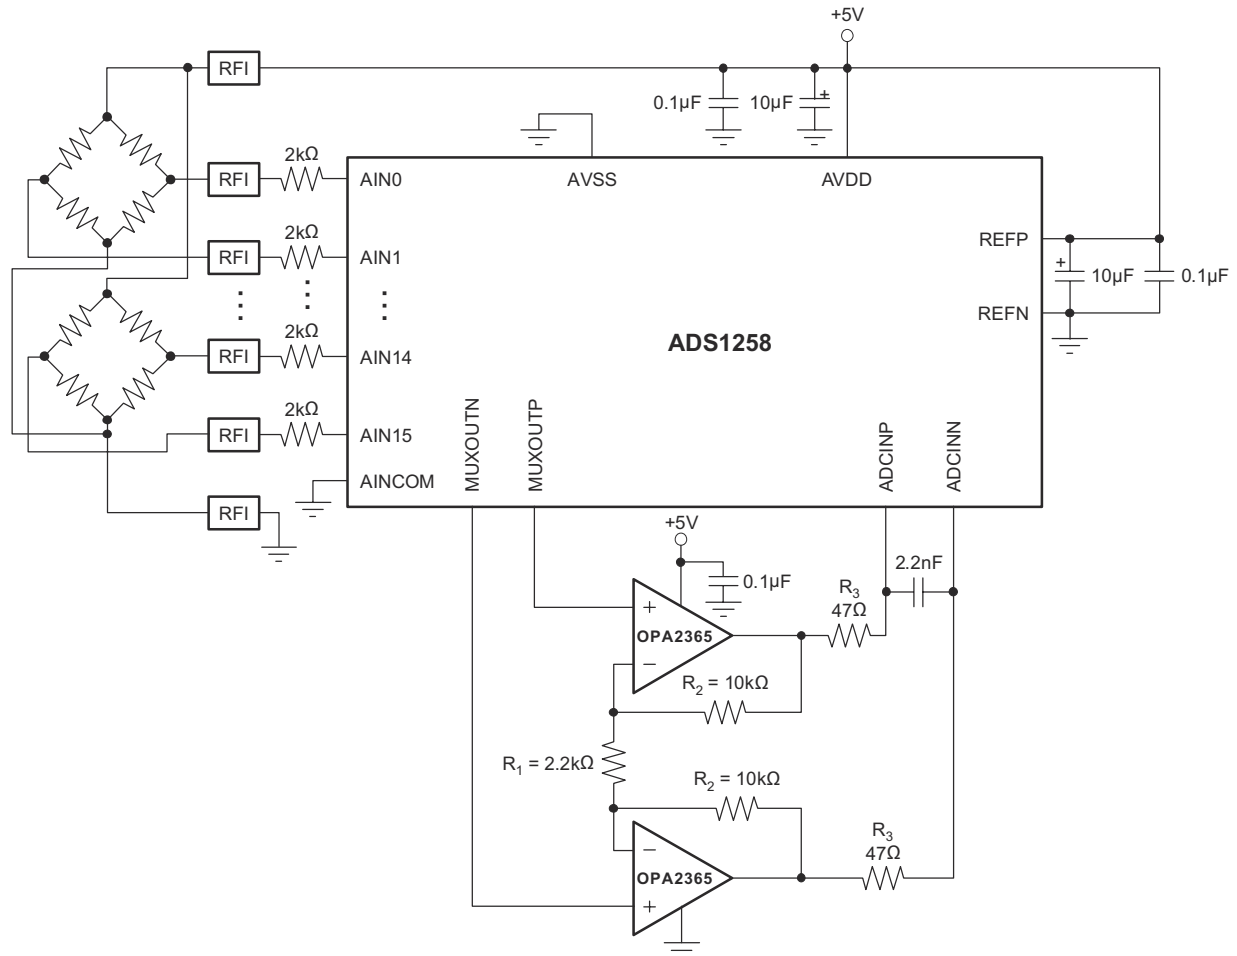 +5V
RFI
0.1µF
10µF
+
2kΩ
RFI
AIN0
AVSS
AVDD
REFP
2kΩ
RFI
AIN1
+
10µF
0.1µF
REFN
2kΩ
RFI
AIN14
ADS1258
2kΩ
RFI
AIN15
AINCOM
MUXOUTN
MUXOUTP
ADCINP
ADCINN
RFI
+5V
0.1µF
2.2nF
+
OPA2365
−
R3
47Ω
R2 = 10kΩ
R1 = 2.2kΩ
R2 = 10kΩ
−
OPA2365
+
R3
47Ω